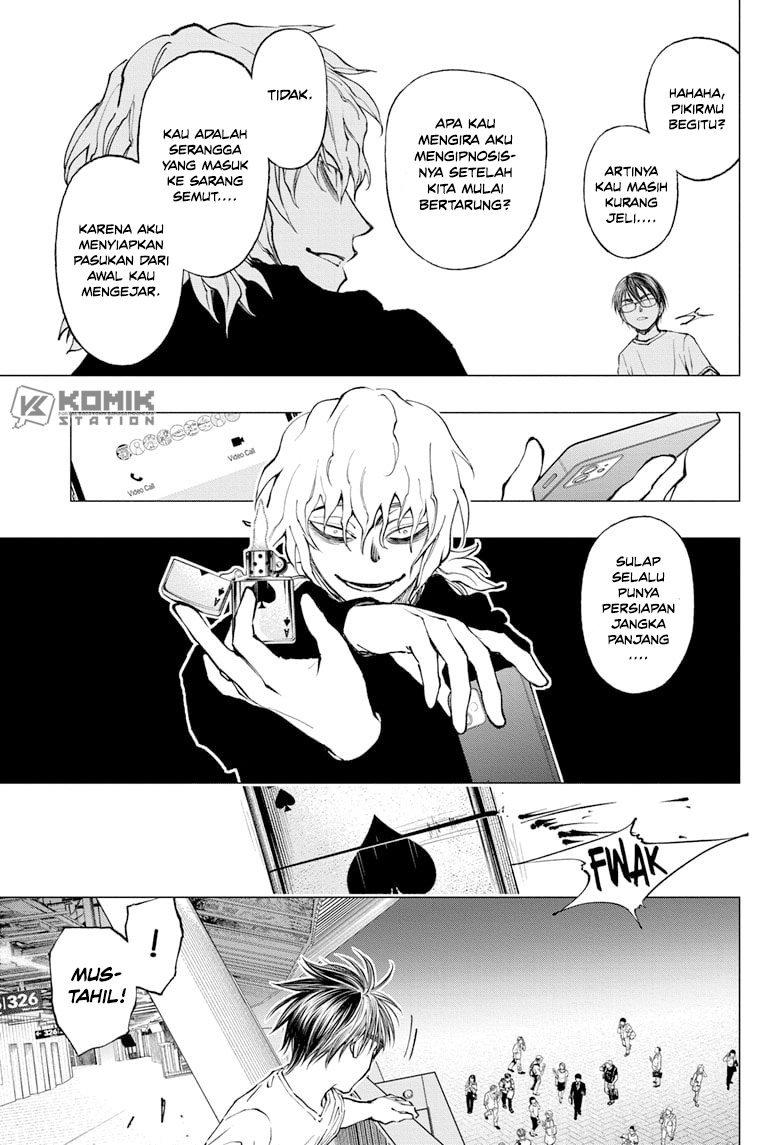 HAHAHA,
PIKIRMU
BEGITU?
ARTINYA
KAU MASIH
KURANG
JELI....
APA KAU
MENGIRA AKU
MENGIPNOSIS-
NYA SETELAH
KITA MULAI
BERTARUNG?
TIDAK.
KAU ADALAH
SERANGGA
YANG MASUK
KE SARANG
SEMUT....
KARENA AKU
MENYIAPKAN
PASUKAN DARI
AWAL KAU
MENGEJAR.
KOMIK
STATION
Video Call
Video Call
SULAP
SELALU
PUNYA
PERSIAPAN
JANGKA
PANJANG
....
A
A
FWAK
!
MUS-
TAHIL!
326
326